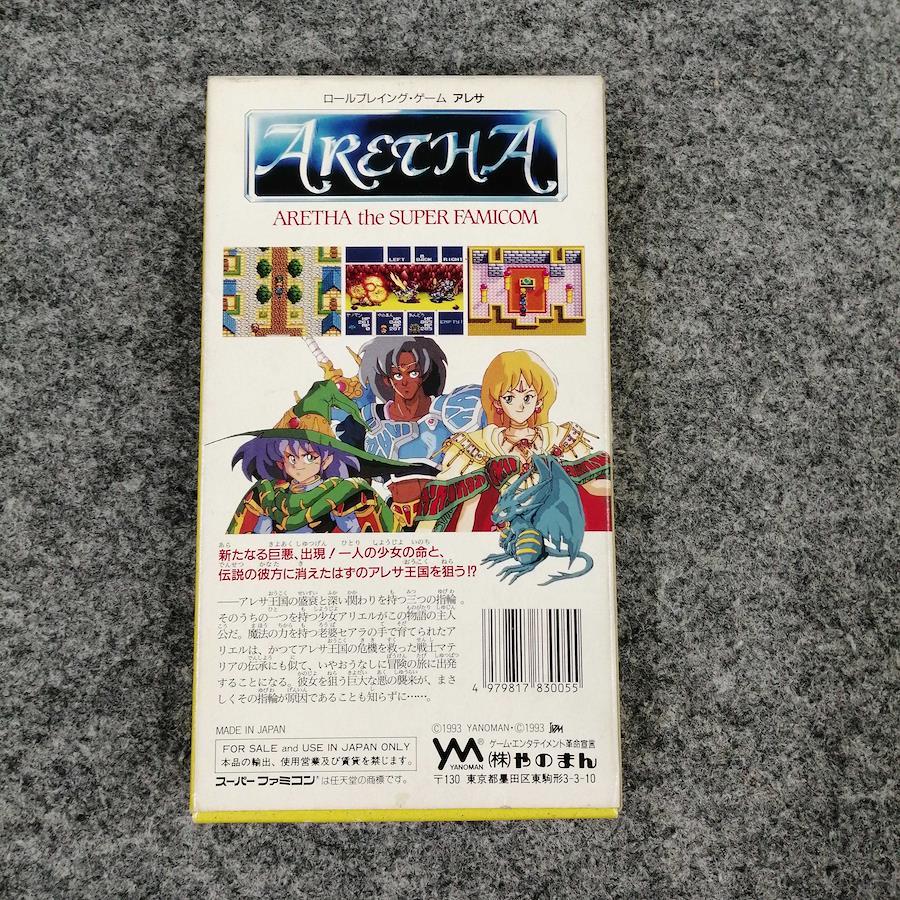 ロールプレイング・ゲーム アレサ
ARETHA
ARETHA the SUPER FAMICOM
LEFT BACK RIGHT
EMPTY!
新たなる巨悪、出現！一人の少女の命と、
伝説の彼方に消えたはずのアレサ王国を狙う!?
──アレサ王国の盛衰と深い関わりを持つ三つの指輪。
そのうちの一つを持つ少女アリエルがこの物語の主人
公だ。魔法の力を持つ老婆セアラの手で育てられたア
リエルは、かつてアレサ王国の危機を救った戦士マテ
リアの伝承にも似て、いやおうなしに冒険の旅に出発
することになる。彼女を狙う巨大な悪の襲来が、まさ
しくその指輪が原因であることも知らずに……。
4 979817 830055
MADE IN JAPAN
©1993 YANOMAN・©1993 JDM
FOR SALE and USE IN JAPAN ONLY
本品の輸出、使用営業及び賃貸を禁じます。
スーパーファミコン®は任天堂の商標です。
YM®
YANOMAN
ゲーム・エンタテイメント革命宣言
(株)やのまん
〒130 東京都墨田区東駒形3-3-10